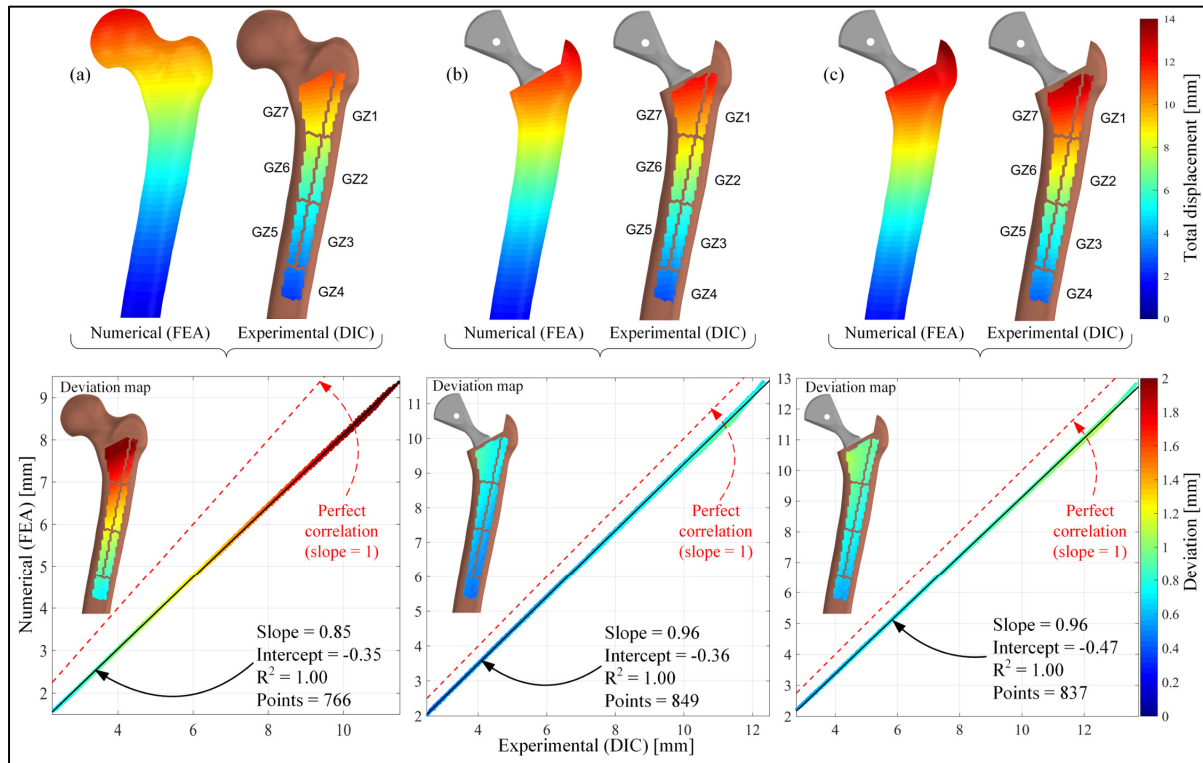 (a)
GZ7
GZ1
GZ6
GZ2
GZ5
GZ3
GZ4
Numerical (FEA)
Experimental (DIC)
(b)
GZ7
GZ1
GZ6
GZ2
GZ5
GZ3
GZ4
Numerical (FEA)
Experimental (DIC)
(c)
GZ7
GZ1
GZ6
GZ2
GZ5
GZ3
GZ4
Numerical (FEA)
Experimental (DIC)
14
12
10
8
6
4
2
0
Total displacement [mm]
Numerical (FEA) [mm]
9
8
7
6
5
4
3
2
4
6
8
10
Deviation map
Perfect
correlation
(slope = 1)
Slope = 0.85
Intercept = -0.35
R² = 1.00
Points = 766
11
10
9
8
7
6
5
4
3
2
4
6
8
10
12
Deviation map
Perfect
correlation
(slope = 1)
Slope = 0.96
Intercept = -0.36
R² = 1.00
Points = 849
Experimental (DIC) [mm]
13
12
11
10
9
8
7
6
5
4
3
2
4
6
8
10
12
Deviation map
Perfect
correlation
(slope = 1)
Slope = 0.96
Intercept = -0.47
R² = 1.00
Points = 837
2
1.8
1.6
1.4
1.2
1
0.8
0.6
0.4
0.2
0
Deviation [mm]